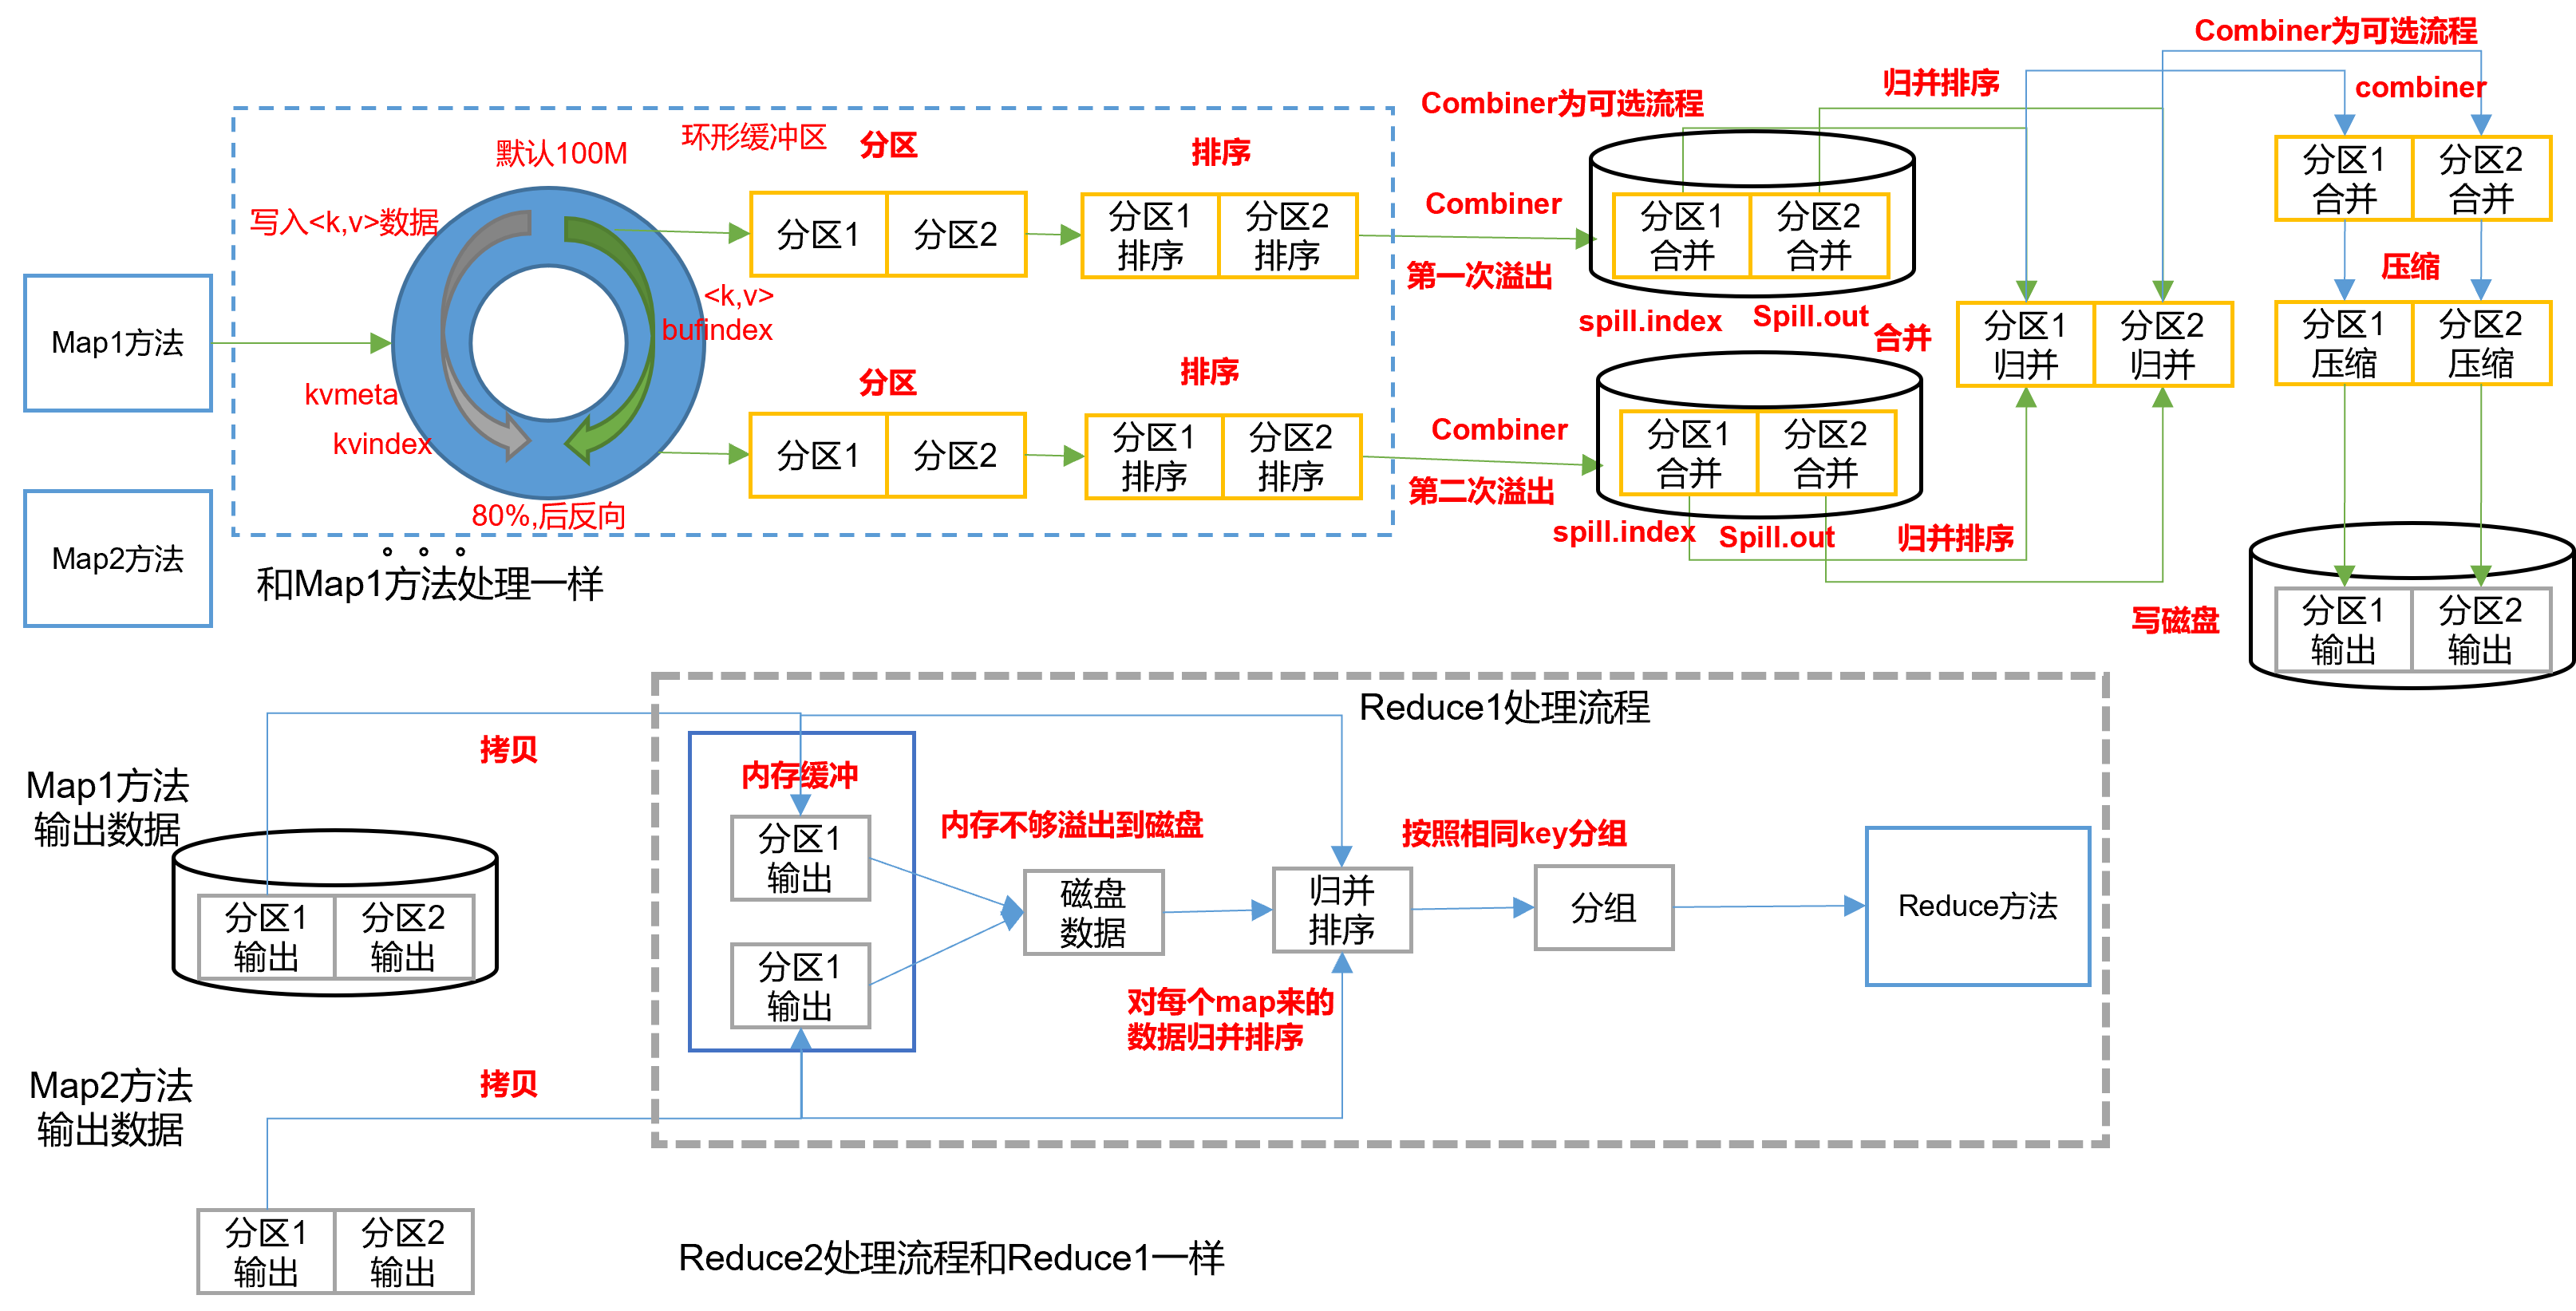 Combiner为可选流程
归并排序
combiner
Combiner为可选流程
默认100M
环形缓冲区
分区
排序
写入<k,v>数据
分区1
分区2
分区1
排序
分区2
排序
Combiner
第一次溢出
分区1
合并
分区2
合并
分区1
合并
分区2
合并
压缩
<k,v>
bufindex
spill.index
Spill.out
合并
Map1方法
分区1
归并
分区2
归并
分区1
压缩
分区2
压缩
kvmeta
kvindex
分区
排序
分区1
分区2
分区1
排序
分区2
排序
Combiner
第二次溢出
分区1
合并
分区2
合并
80%,后反向
spill.index
Spill.out
归并排序
Map2方法
。。。
和Map1方法处理一样
写磁盘
分区1
输出
分区2
输出
Reduce1处理流程
拷贝
Map1方法
输出数据
内存缓冲
分区1
输出
内存不够溢出到磁盘
按照相同key分组
分区1
输出
分区2
输出
磁盘
数据
归并
排序
分组
Reduce方法
分区1
输出
对每个map来的
数据归并排序
Map2方法
输出数据
拷贝
分区1
输出
分区2
输出
Reduce2处理流程和Reduce1一样